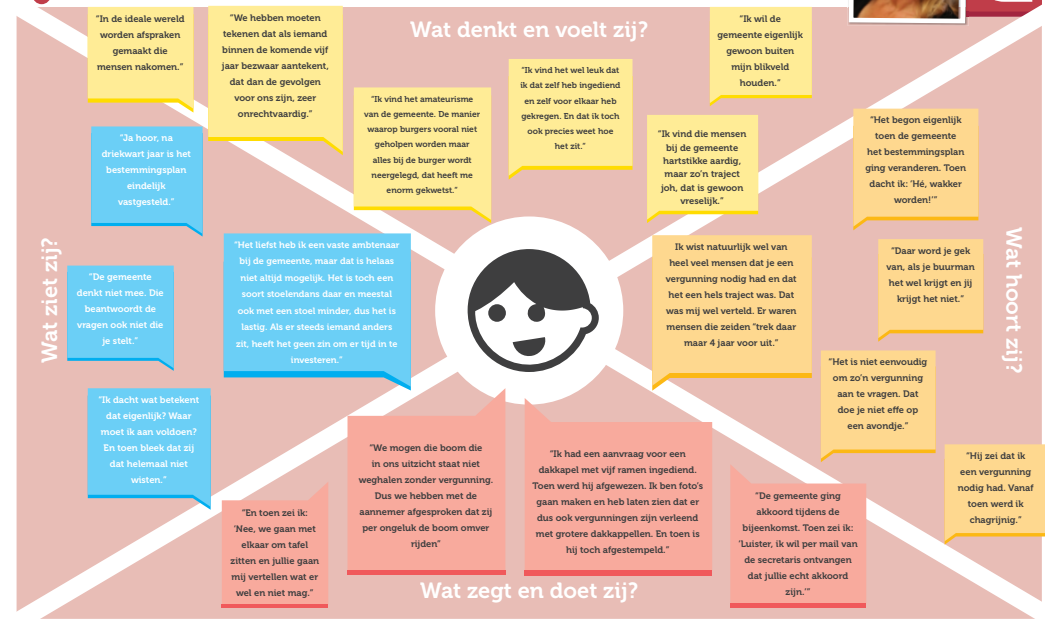 Wat denkt en voelt zij?
"In de ideale wereld
worden afspraken
gemaakt die
mensen nakomen."
"We hebben moeten
tekenen dat als iemand
binnen de komende vijf
jaar bezwaar aantekent,
dat dan de gevolgen
voor ons zijn, zeer
onrechtvaardig."
"Ik vind het amateurisme
van de gemeente. De manier
waarop burgers vooral niet
geholpen worden maar
alles bij de burger wordt
neergelegd, dat heeft me
enorm gekwetst."
"Ik vind het wel leuk dat
ik dat zelf heb ingediend
en zelf voor elkaar heb
gekregen. En dat ik toch
ook precies weet hoe
het zit."
"Ik vind die mensen
bij de gemeente
hartstikke aardig,
maar zo'n traject
joh, dat is gewoon
vreselijk."
"Ik wil de
gemeente eigenlijk
gewoon buiten
mijn blikveld
houden."
Wat ziet zij?
"Ja hoor, na
driekwart jaar is het
bestemmingsplan
eindelijk
vastgesteld."
"De gemeente
denkt niet mee. Die
beantwoordt de
vragen ook niet die
je stelt."
"Het liefst heb ik een vaste ambtenaar
bij de gemeente, maar dat is helaas
niet altijd mogelijk. Het is toch een
soort stoelendans daar en meestal
ook met een stoel minder, dus het is
lastig. Als er steeds iemand anders
zit, heeft het geen zin om er tijd in te
investeren."
"Ik dacht wat betekent
dat eigenlijk? Waar
moet ik aan voldoen?
En toen bleek dat zij
dat helemaal niet
wisten."
Wat hoort zij?
"Het begon eigenlijk
toen de gemeente
het bestemmingsplan
ging veranderen. Toen
dacht ik: 'Hé, wakker
worden!'"
Ik wist natuurlijk wel van
heel veel mensen dat je een
vergunning nodig had en dat
het een hels traject was. Dat
was mij wel verteld. Er waren
mensen die zeiden "trek daar
maar 4 jaar voor uit."
"Daar word je gek
van, als je buurman
het wel krijgt en jij
krijgt het niet."
"Het is niet eenvoudig
om zo'n vergunning
aan te vragen. Dat
doe je niet effe op
een avondje."
"Hij zei dat ik
een vergunning
nodig had. Vanaf
toen werd ik
chagrijnig."
"En toen zei ik:
'Nee, we gaan met
elkaar om tafel
zitten en jullie gaan
mij vertellen wat er
wel en niet mag."
"We mogen die boom die
in ons uitzicht staat niet
weghalen zonder vergunning.
Dus we hebben met de
aannemer afgesproken dat zij
per ongeluk de boom omver
rijden"
"Ik had een aanvraag voor een
dakkapel met vijf ramen ingediend.
Toen werd hij afgewezen. Ik ben foto's
gaan maken en heb laten zien dat er
dus ook vergunningen zijn verleend
met grotere dakkappellen. En toen is
hij toch afgestempeld."
"De gemeente ging
akkoord tijdens de
bijeenkomst. Toen zei ik:
'Luister, ik wil per mail van
de secretaris ontvangen
dat jullie echt akkoord
zijn.'"
Wat zegt en doet zij?